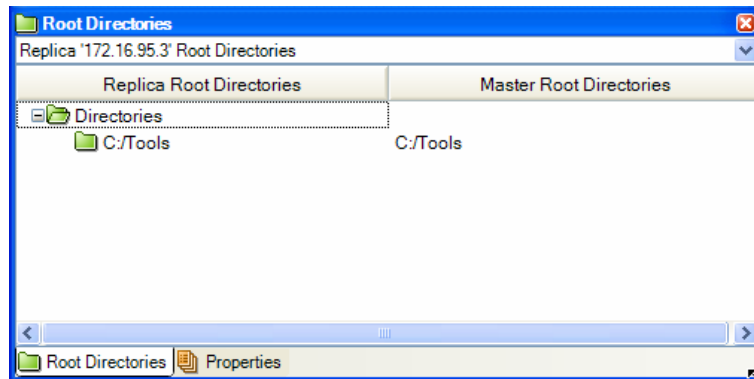 Root Directories
Replica '172.16.95.3' Root Directories
Replica Root Directories Master Root Directories
Directories
C:/Tools C:/Tools
Root Directories Properties